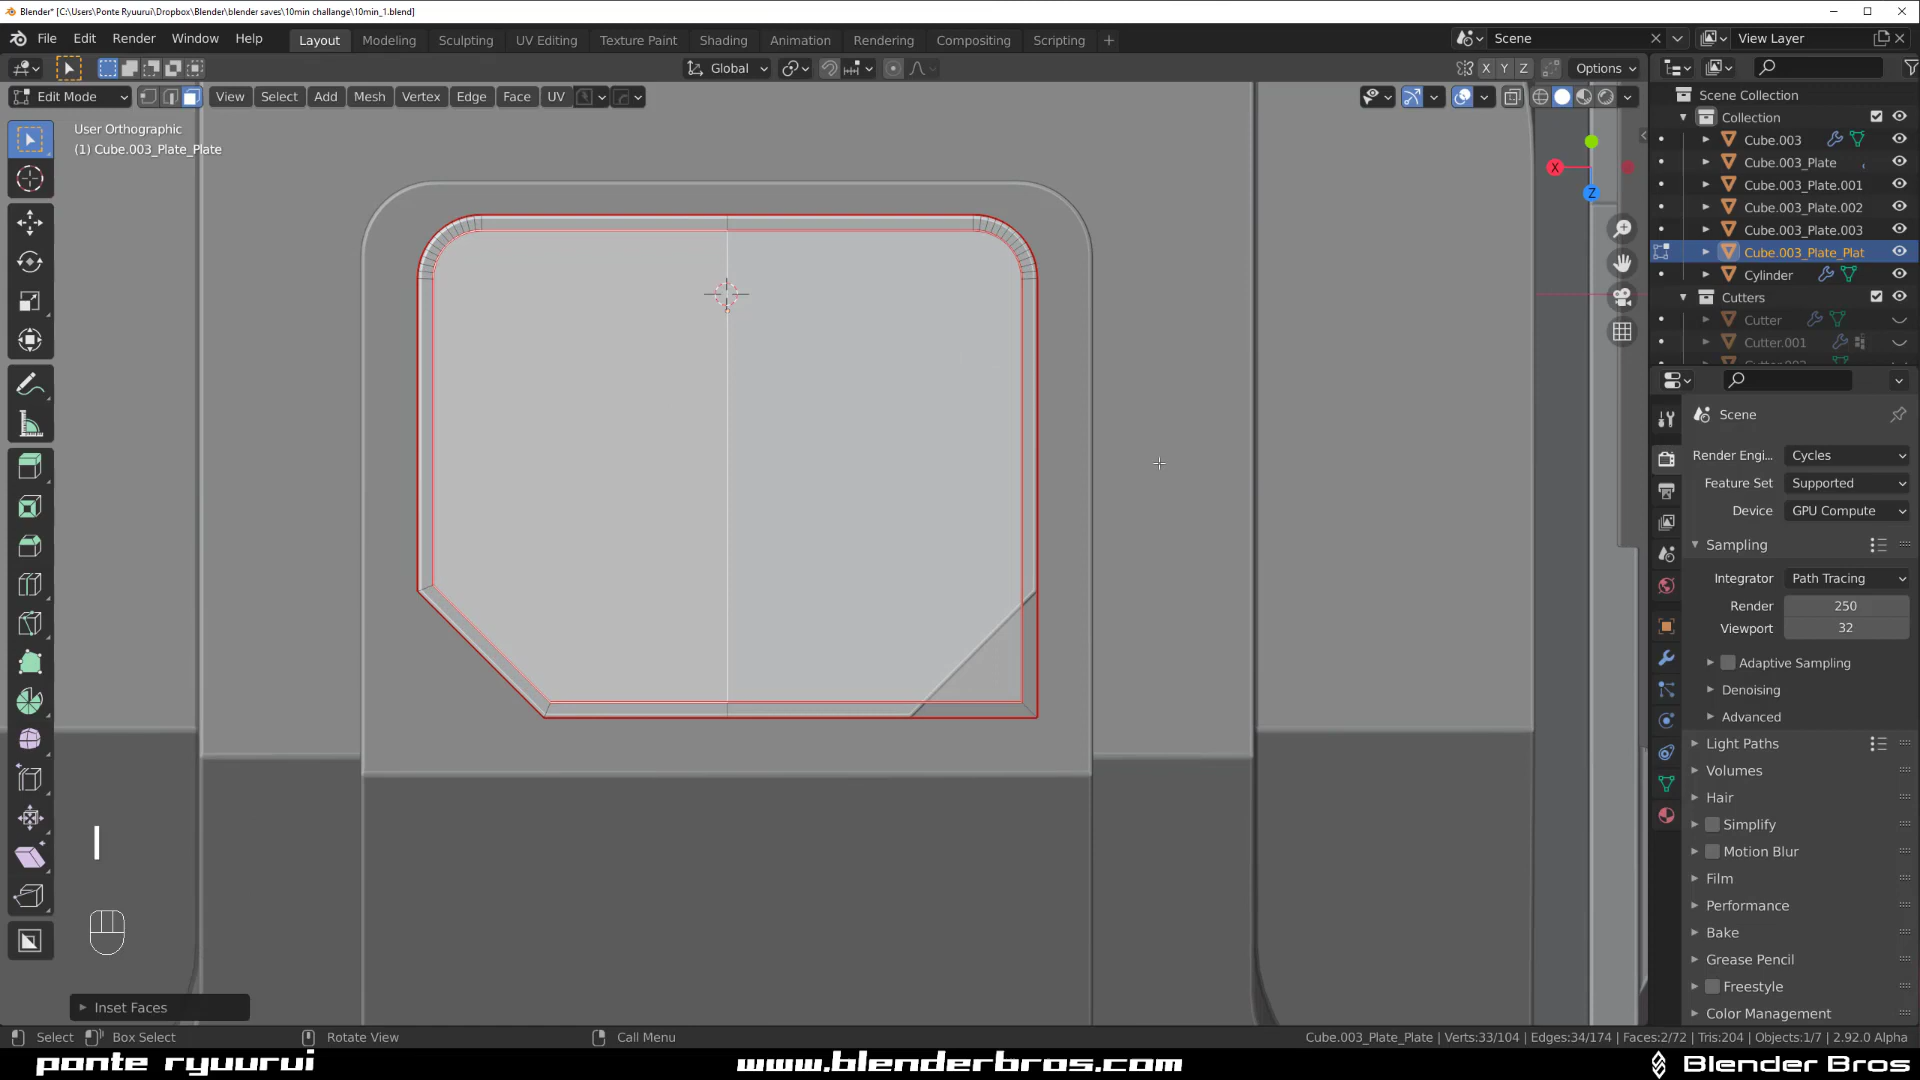 Blender* [C:\Users\Ponte Ryuurui\Dropbox\Blender\blender saves\10min challange\10min_1.blend]
File Edit Render Window Help Layout Modeling Sculpting UV Editing Texture Paint Shading Animation Rendering Compositing Scripting + Scene View Layer
Global X Y Z Options
Edit Mode View Select Add Mesh Vertex Edge Face UV
User Orthographic
(1) Cube.003_Plate_Plate
X
Z
Scene Collection
Collection
Cube.003
Cube.003_Plate
Cube.003_Plate.001
Cube.003_Plate.002
Cube.003_Plate.003
Cube.003_Plate_Plat
Cylinder
Cutters
Cutter
Cutter.001
Scene
Render Engi... Cycles
Feature Set Supported
Device GPU Compute
Sampling
Integrator Path Tracing
Render 250
Viewport 32
Adaptive Sampling
Denoising
Advanced
Light Paths
Volumes
Hair
Simplify
Motion Blur
Film
Performance
Bake
Grease Pencil
Freestyle
Color Management
I
Inset Faces
Select Box Select Rotate View Call Menu Cube.003_Plate_Plate | Verts:33/104 | Edges:34/174 | Faces:2/72 | Tris:204 | Objects:1/7 | 2.92.0 Alpha
ponte ryuurui www.blenderbros.com Blender Bros